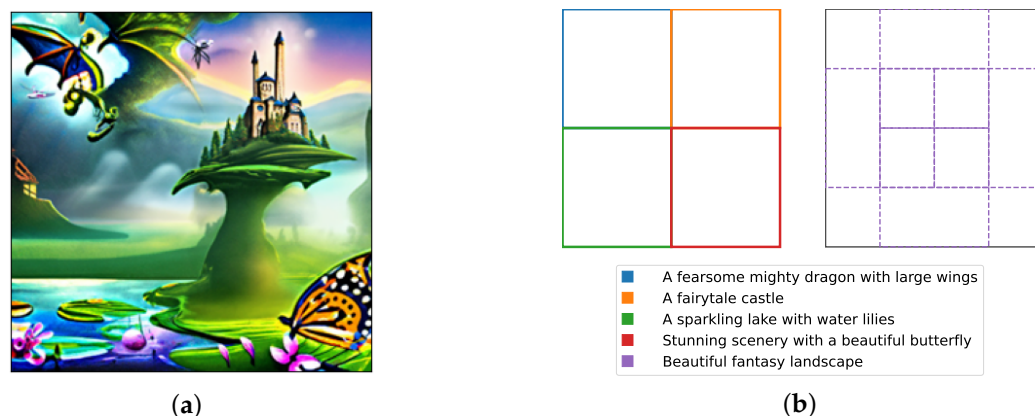 A fearsome mighty dragon with large wings
A fairytale castle
A sparkling lake with water lilies
Stunning scenery with a beautiful butterfly
Beautiful fantasy landscape
(a)
(b)